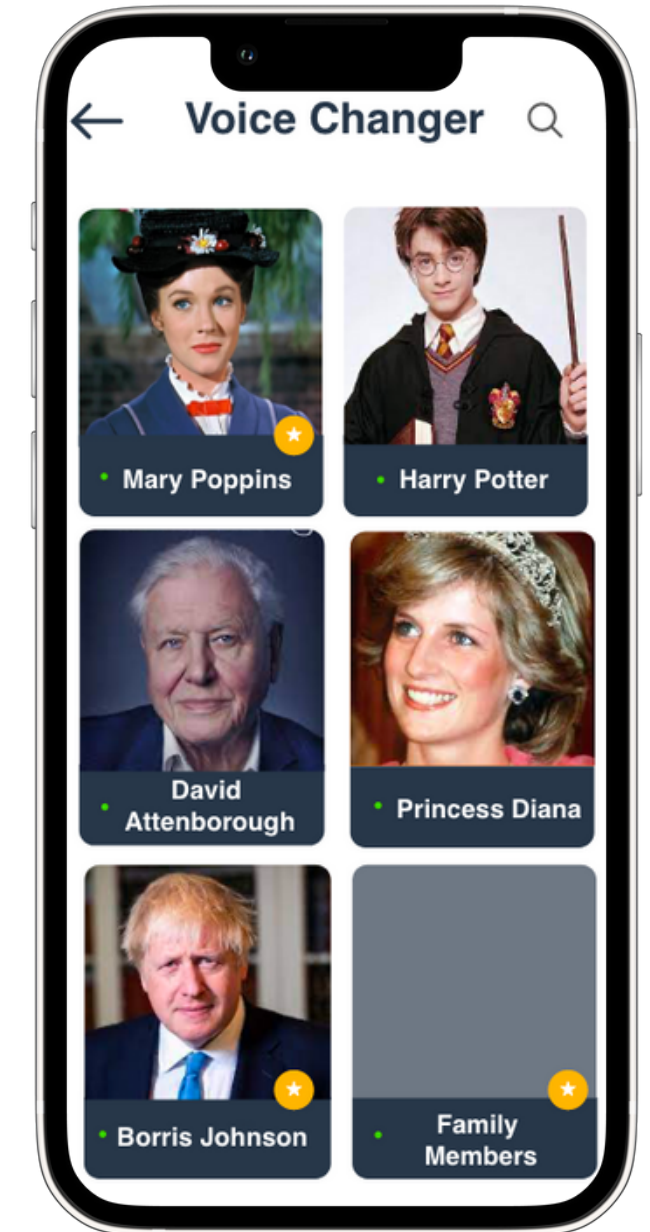 Voice Changer
Mary Poppins
Harry Potter
David
Attenborough
Princess Diana
Borris Johnson
Family
Members